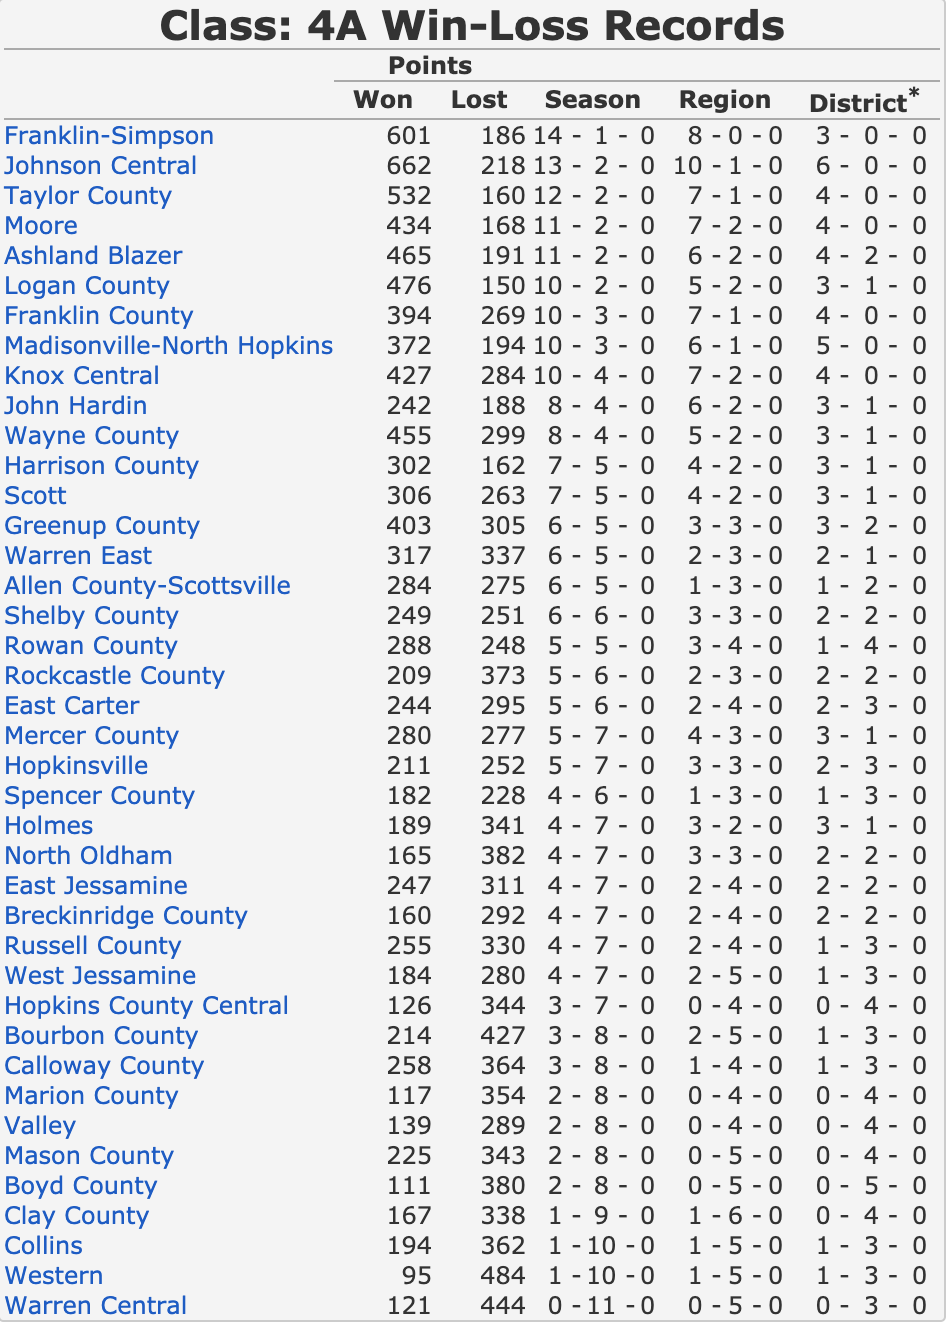 Class: 4A Win-Loss Records
Points
Won Lost Season Region District*
Franklin-Simpson 601 186 14 - 1 - 0 8 - 0 - 0 3 - 0 - 0
Johnson Central 662 218 13 - 2 - 0 10 - 1 - 0 6 - 0 - 0
Taylor County 532 160 12 - 2 - 0 7 - 1 - 0 4 - 0 - 0
Moore 434 168 11 - 2 - 0 7 - 2 - 0 4 - 0 - 0
Ashland Blazer 465 191 11 - 2 - 0 6 - 2 - 0 4 - 2 - 0
Logan County 476 150 10 - 2 - 0 5 - 2 - 0 3 - 1 - 0
Franklin County 394 269 10 - 3 - 0 7 - 1 - 0 4 - 0 - 0
Madisonville-North Hopkins 372 194 10 - 3 - 0 6 - 1 - 0 5 - 0 - 0
Knox Central 427 284 10 - 4 - 0 7 - 2 - 0 4 - 0 - 0
John Hardin 242 188 8 - 4 - 0 6 - 2 - 0 3 - 1 - 0
Wayne County 455 299 8 - 4 - 0 5 - 2 - 0 3 - 1 - 0
Harrison County 302 162 7 - 5 - 0 4 - 2 - 0 3 - 1 - 0
Scott 306 263 7 - 5 - 0 4 - 2 - 0 3 - 1 - 0
Greenup County 403 305 6 - 5 - 0 3 - 3 - 0 3 - 2 - 0
Warren East 317 337 6 - 5 - 0 2 - 3 - 0 2 - 1 - 0
Allen County-Scottsville 284 275 6 - 5 - 0 1 - 3 - 0 1 - 2 - 0
Shelby County 249 251 6 - 6 - 0 3 - 3 - 0 2 - 2 - 0
Rowan County 288 248 5 - 5 - 0 3 - 4 - 0 1 - 4 - 0
Rockcastle County 209 373 5 - 6 - 0 2 - 3 - 0 2 - 2 - 0
East Carter 244 295 5 - 6 - 0 2 - 4 - 0 2 - 3 - 0
Mercer County 280 277 5 - 7 - 0 4 - 3 - 0 3 - 1 - 0
Hopkinsville 211 252 5 - 7 - 0 3 - 3 - 0 2 - 3 - 0
Spencer County 182 228 4 - 6 - 0 1 - 3 - 0 1 - 3 - 0
Holmes 189 341 4 - 7 - 0 3 - 2 - 0 3 - 1 - 0
North Oldham 165 382 4 - 7 - 0 3 - 3 - 0 2 - 2 - 0
East Jessamine 247 311 4 - 7 - 0 2 - 4 - 0 2 - 2 - 0
Breckinridge County 160 292 4 - 7 - 0 2 - 4 - 0 2 - 2 - 0
Russell County 255 330 4 - 7 - 0 2 - 4 - 0 1 - 3 - 0
West Jessamine 184 280 4 - 7 - 0 2 - 5 - 0 1 - 3 - 0
Hopkins County Central 126 344 3 - 7 - 0 0 - 4 - 0 0 - 4 - 0
Bourbon County 214 427 3 - 8 - 0 2 - 5 - 0 1 - 3 - 0
Calloway County 258 364 3 - 8 - 0 1 - 4 - 0 1 - 3 - 0
Marion County 117 354 2 - 8 - 0 0 - 4 - 0 0 - 4 - 0
Valley 139 289 2 - 8 - 0 0 - 4 - 0 0 - 4 - 0
Mason County 225 343 2 - 8 - 0 0 - 5 - 0 0 - 4 - 0
Boyd County 111 380 2 - 8 - 0 0 - 5 - 0 0 - 5 - 0
Clay County 167 338 1 - 9 - 0 1 - 6 - 0 0 - 4 - 0
Collins 194 362 1 - 10 - 0 1 - 5 - 0 1 - 3 - 0
Western 95 484 1 - 10 - 0 1 - 5 - 0 1 - 3 - 0
Warren Central 121 444 0 - 11 - 0 0 - 5 - 0 0 - 3 - 0